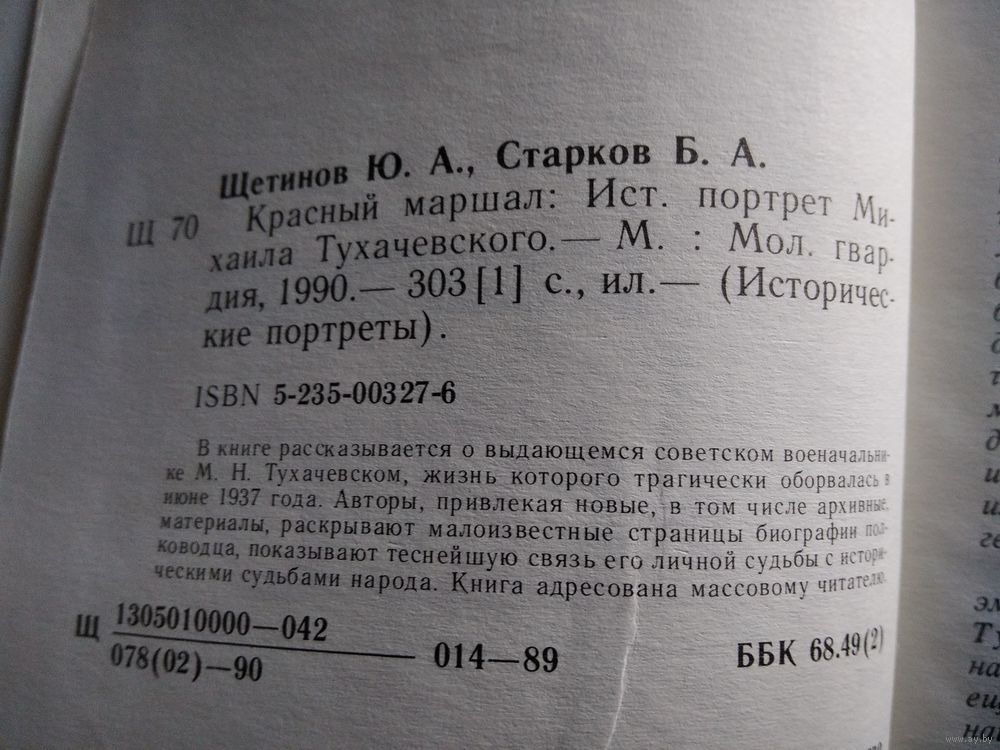 Щетинов Ю. А., Старков Б. А.
Щ 70 Красный маршал: Ист. портрет Ми-
хаила Тухачевского.— М. : Мол. гвар-
дия, 1990.— 303 [1] с., ил.— (Историче-
кие портреты).
ISBN 5-235-00327-6
В книге рассказывается о выдающемся советском военачальни-
ке М. Н. Тухачевском, жизнь которого трагически оборвалась в
июне 1937 года. Авторы, привлекая новые, в том числе архивные,
материалы, раскрывают малоизвестные страницы биографии пол-
ководца, показывают теснейшую связь его личной судьбы с истори-
ческими судьбами народа. Книга адресована массовому читателю.
Щ 1305010000—042
078(02)—90
014—89
ББК 68.49(2)
www.ay.by